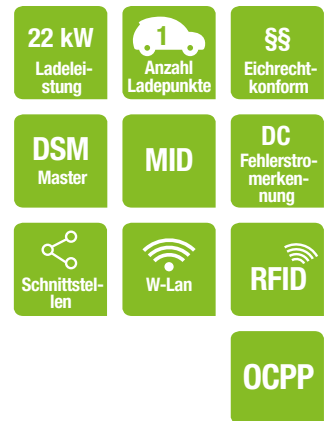 22 kW
Ladelei-
stung
1
Anzahl
Ladepunkte
§§
Eichrecht-
konform
DSM
Master
MID
DC
Fehlerstro-
merken-
nung
Schnittstel-
len
W-Lan
RFID
OCPP